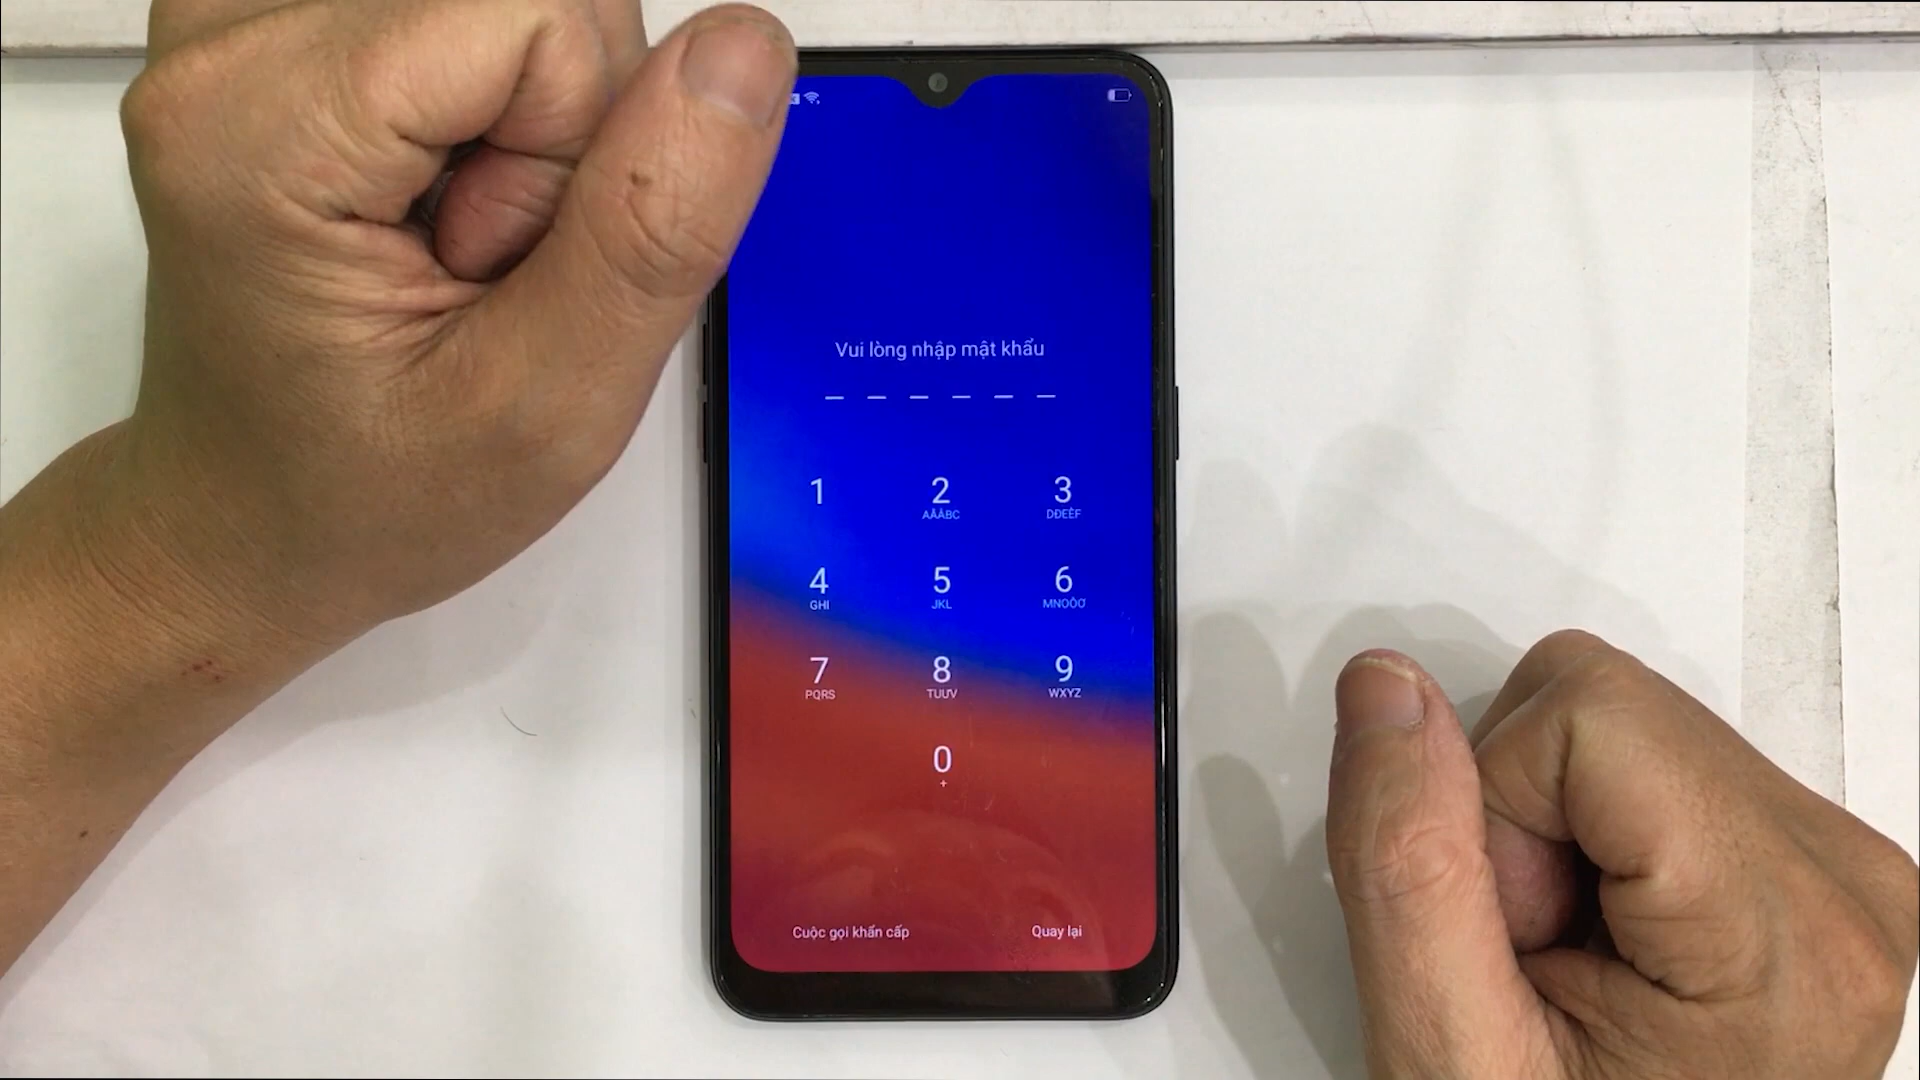 Vui lòng nhập mật khẩu
1 2 3
AĂÂBC DĐEÊF
4 5 6
GHI JKL MNOÔƠ
7 8 9
PQRS TUƯV WXYZ
0
+
Cuộc gọi khẩn cấp Quay lại